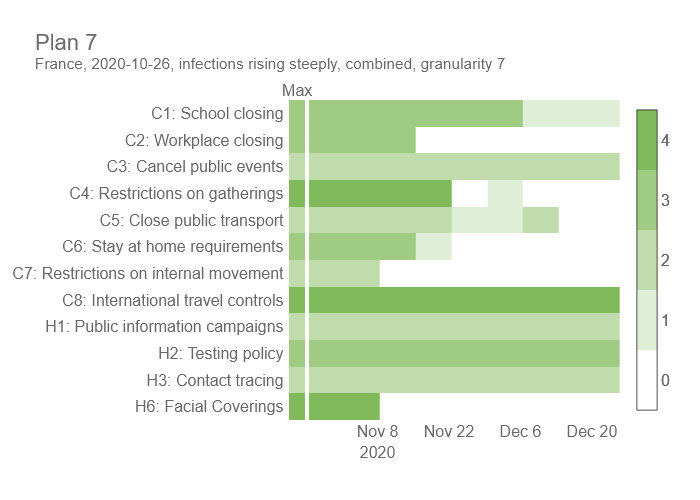 Plan 7
France, 2020-10-26, infections rising steeply, combined, granularity 7
Max
C1: School closing
C2: Workplace closing
C3: Cancel public events
C4: Restrictions on gatherings
C5: Close public transport
C6: Stay at home requirements
C7: Restrictions on internal movement
C8: International travel controls
H1: Public information campaigns
H2: Testing policy
H3: Contact tracing
H6: Facial Coverings
4
3
2
1
0
Nov 8 Nov 22 Dec 6 Dec 20
2020